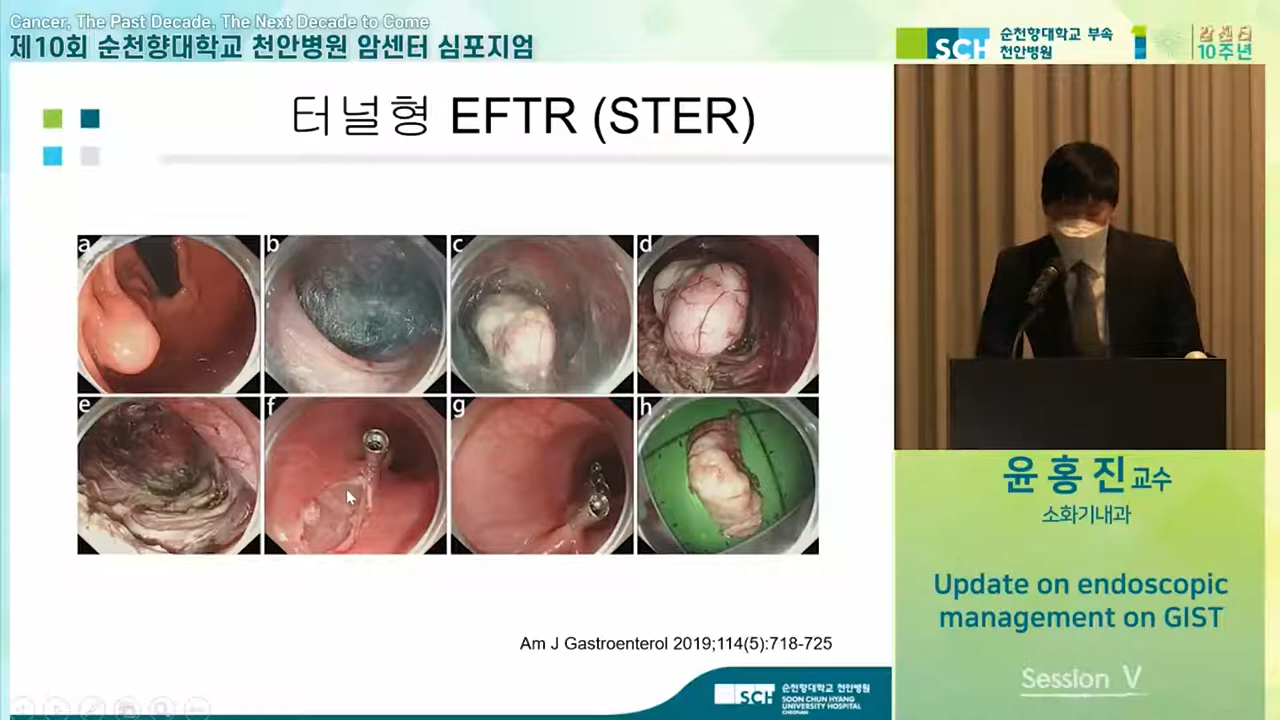 Cancer, The Past Decade, The Next Decade to Come
제10회 순천향대학교 천안병원 암센터 심포지엄
SCH 순천향대학교 부속
천안병원
암센터
10주년
터널형 EFTR (STER)
a b c d
e f g h
Am J Gastroenterol 2019;114(5):718-725
SCH 순천향대학교 천안병원
SOON CHUN HYANG
UNIVERSITY HOSPITAL
CHEONAN
윤홍진 교수
소화기내과
Update on endoscopic
management on GIST
Session V